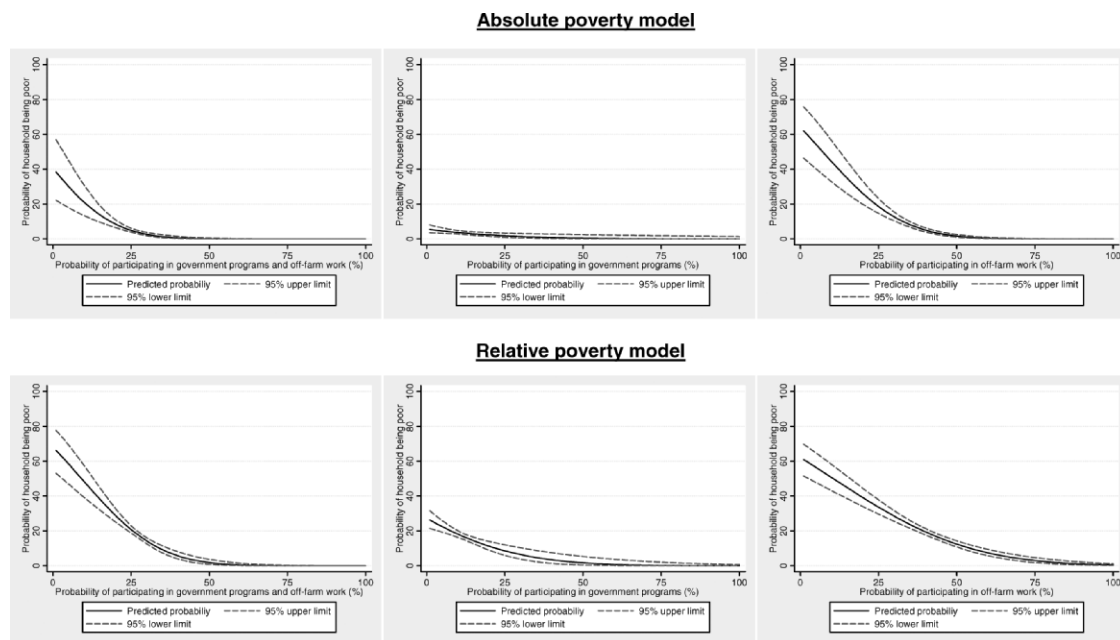 Absolute poverty model
Probability of household being poor
100
80
60
40
20
0
0 25 50 75 100
Probability of participating in government programs and off-farm work (%)
Predicted probabiliy 95% upper limit
95% lower limit
Probability of household being poor
100
80
60
40
20
0
0 25 50 75 100
Probability of participating in government programs (%)
Predicted probabiliy 95% upper limit
95% lower limit
Probability of household being poor
100
80
60
40
20
0
0 25 50 75 100
Probability of participating in off-farm work (%)
Predicted probabiliy 95% upper limit
95% lower limit
Relative poverty model
Probability of household being poor
100
80
60
40
20
0
0 25 50 75 100
Probability of participating in government programs and off-farm work (%)
Predicted probabiliy 95% upper limit
95% lower limit
Probability of household being poor
100
80
60
40
20
0
0 25 50 75 100
Probability of participating in government programs (%)
Predicted probabiliy 95% upper limit
95% lower limit
Probability of household being poor
100
80
60
40
20
0
0 25 50 75 100
Probability of participating in off-farm work (%)
Predicted probabiliy 95% upper limit
95% lower limit